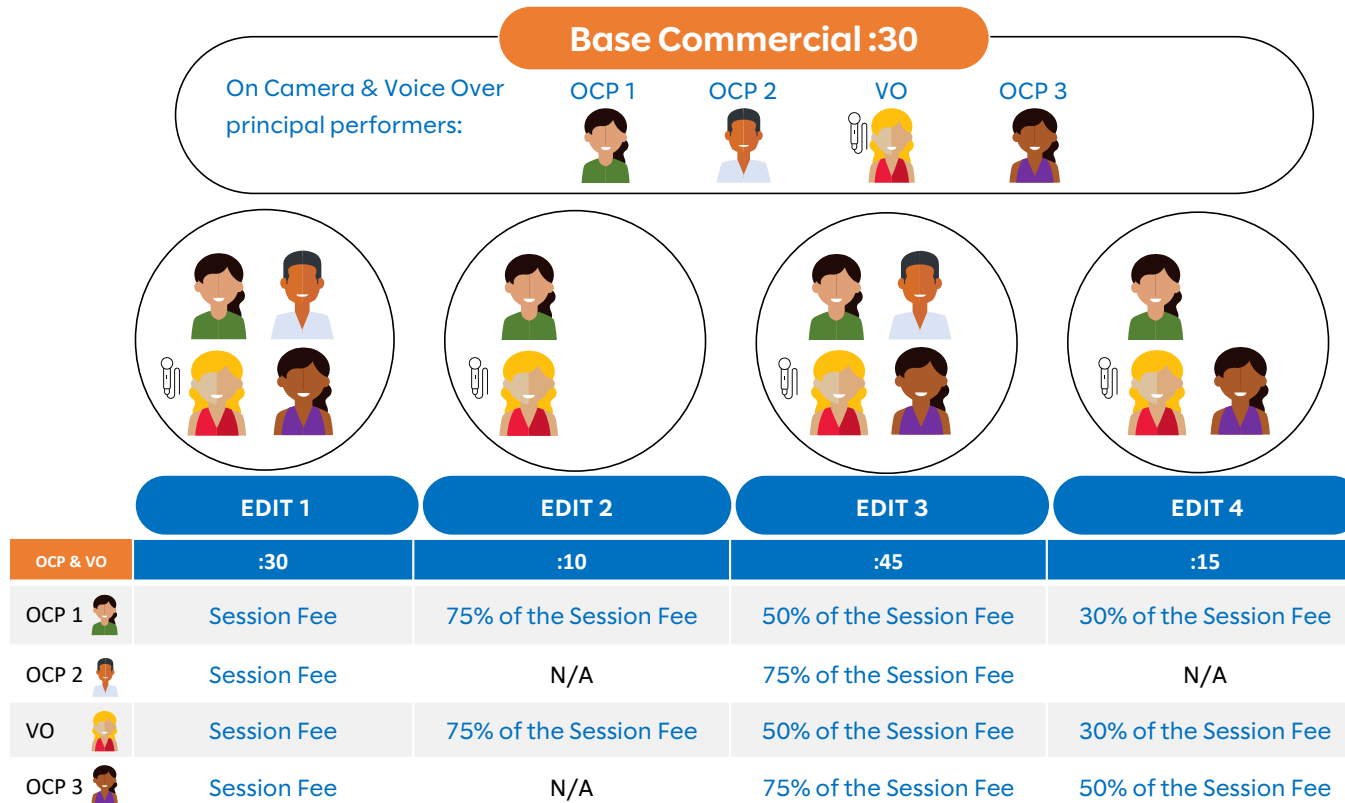 Base Commercial :30
On Camera & Voice Over
principal performers:
OCP 1 OCP 2 VO OCP 3
EDIT 1 EDIT 2 EDIT 3 EDIT 4
OCP & VO :30 :10 :45 :15
OCP 1 Session Fee 75% of the Session Fee 50% of the Session Fee 30% of the Session Fee
OCP 2 Session Fee N/A 75% of the Session Fee N/A
VO Session Fee 75% of the Session Fee 50% of the Session Fee 30% of the Session Fee
OCP 3 Session Fee N/A 75% of the Session Fee 50% of the Session Fee